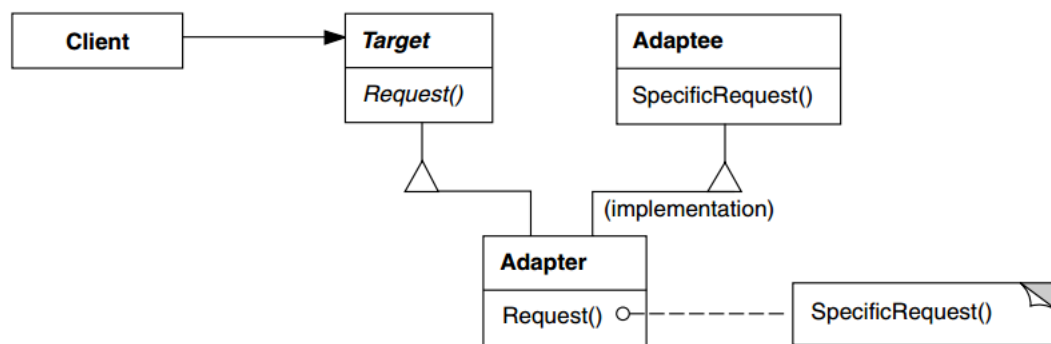 Client
Target
Request()
Adaptee
SpecificRequest()
(implementation)
Adapter
Request()
SpecificRequest()